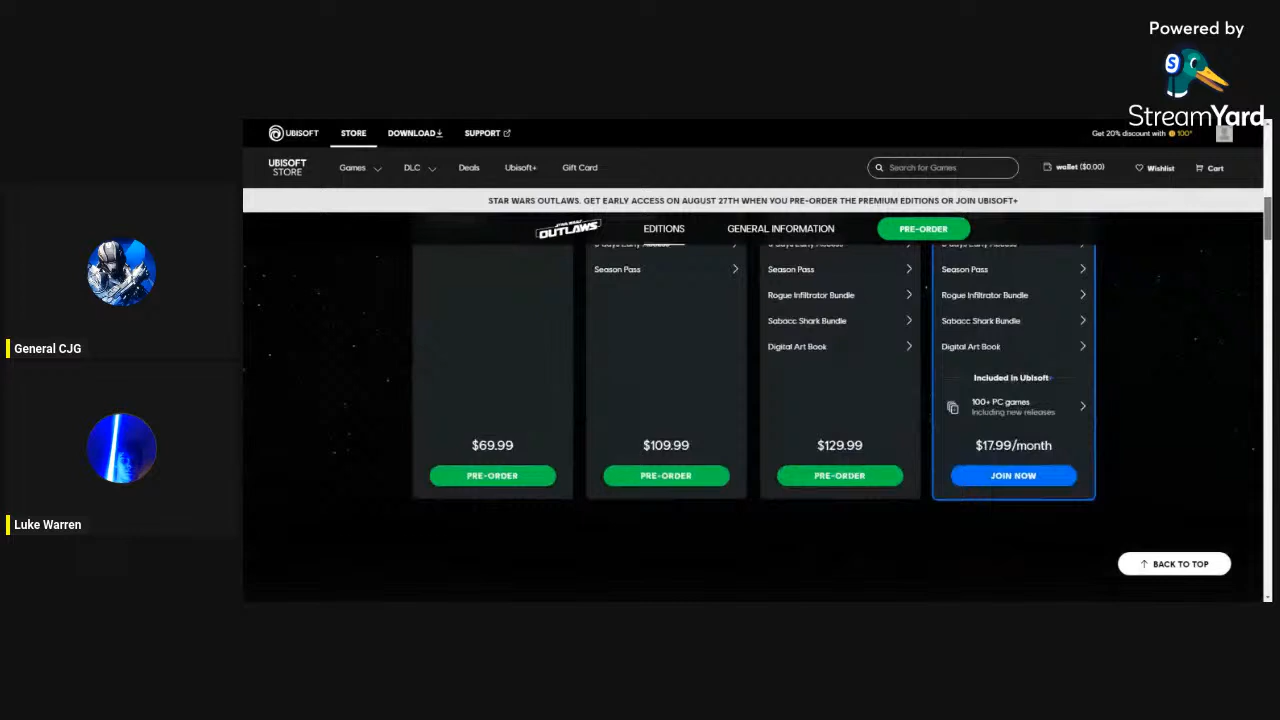 Powered by
StreamYard
UBISOFT STORE DOWNLOAD SUPPORT Get 20% discount with 100*
UBISOFT STORE Games DLC Deals Ubisoft+ Gift Card Search for Games wallet ($0.00) Wishlist Cart
STAR WARS OUTLAWS. GET EARLY ACCESS ON AUGUST 27TH WHEN YOU PRE-ORDER THE PREMIUM EDITIONS OR JOIN UBISOFT+
STAR WARS OUTLAWS EDITIONS GENERAL INFORMATION PRE-ORDER
Season Pass Season Pass Season Pass
Rogue Infiltrator Bundle Rogue Infiltrator Bundle
Sabacc Shark Bundle Sabacc Shark Bundle
Digital Art Book Digital Art Book
General CJG
Included in Ubisoft+
100+ PC games
Including new releases
$69.99 $109.99 $129.99 $17.99/month
PRE-ORDER PRE-ORDER PRE-ORDER JOIN NOW
Luke Warren
BACK TO TOP